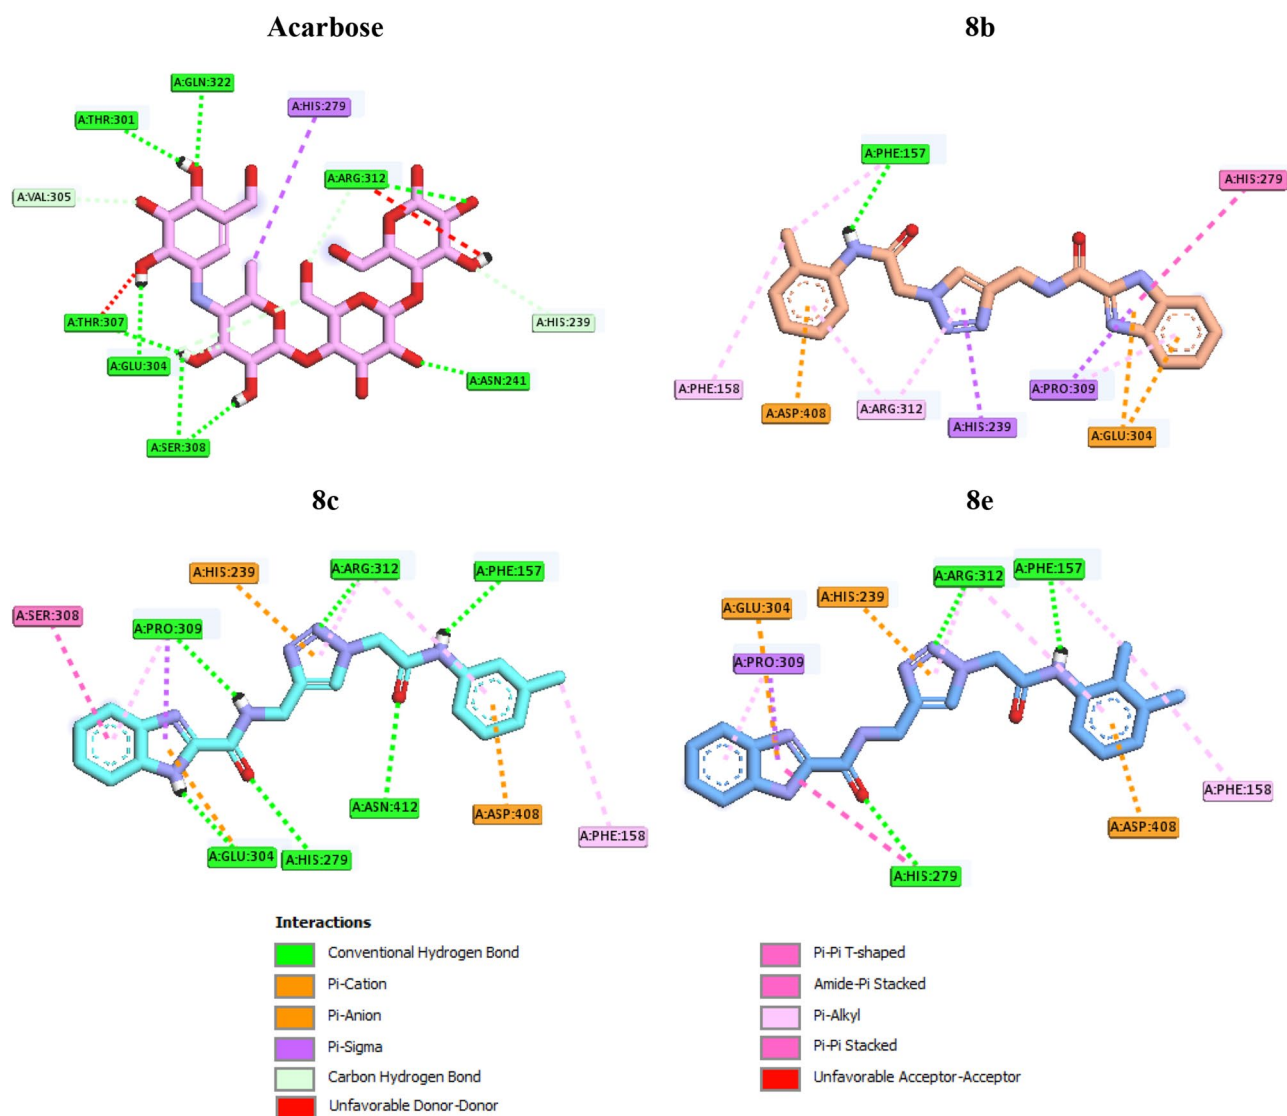 Acarbose
8b
A:GLN:322
A:THR:301
A:HIS:279
A:ARG:312
A:VAL:305
A:THR:307
A:GLU:304
A:HIS:239
A:ASN:241
A:SER:308
A:PHE:157
A:HIS:279
A:PHE:158
A:ASP:408
A:ARG:312
A:HIS:239
A:PRO:309
A:GLU:304
8c
8e
A:HIS:239
A:ARG:312
A:PHE:157
A:SER:308
A:PRO:309
A:ASN:412
A:ASP:408
A:PHE:158
A:GLU:304
A:HIS:279
A:GLU:304
A:HIS:239
A:ARG:312
A:PHE:157
A:PRO:309
A:PHE:158
A:ASP:408
A:HIS:279
Interactions
Conventional Hydrogen Bond
Pi-Cation
Pi-Anion
Pi-Sigma
Carbon Hydrogen Bond
Unfavorable Donor-Donor
Pi-Pi T-shaped
Amide-Pi Stacked
Pi-Alkyl
Pi-Pi Stacked
Unfavorable Acceptor-Acceptor